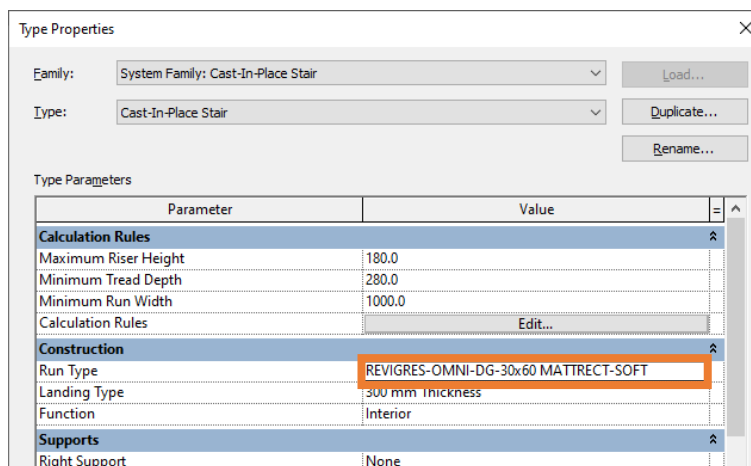 Type Properties
Family: System Family: Cast-In-Place Stair Load...
Type: Cast-In-Place Stair Duplicate...
Rename...
Type Parameters
Parameter Value =
Calculation Rules
Maximum Riser Height 180.0
Minimum Tread Depth 280.0
Minimum Run Width 1000.0
Calculation Rules Edit...
Construction
Run Type REVIGRES-OMNI-DG-30x60 MATTRECT-SOFT
Landing Type 300 mm Thickness
Function Interior
Supports
Right Support None